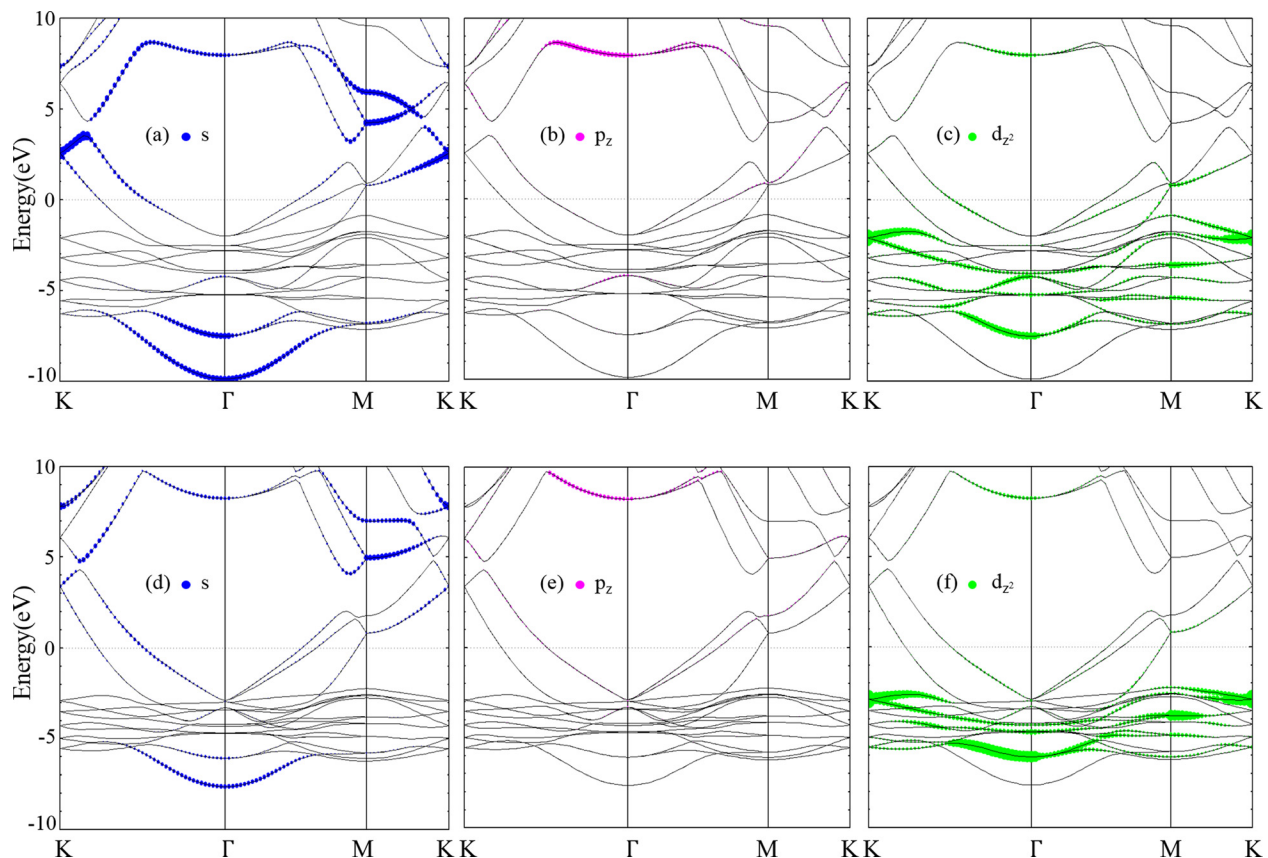 10
5
0
-5
-10
Energy(eV)
(a) s
(b) pz
(c) dz²
K Γ M K
K Γ M K
K Γ M K
10
5
0
-5
-10
Energy(eV)
(d) s
(e) pz
(f) dz²
K Γ M K
K Γ M K
K Γ M K